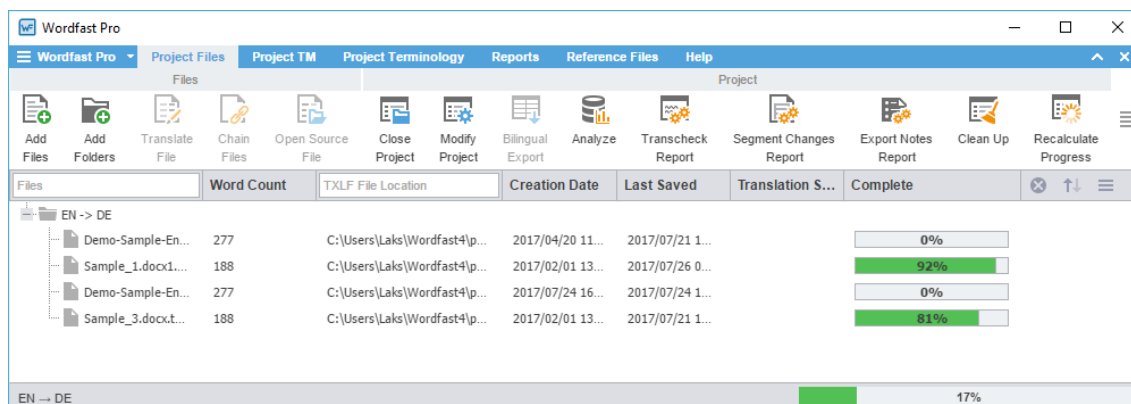 WF Wordfast Pro
Wordfast Pro Project Files Project TM Project Terminology Reports Reference Files Help
Files Project
Add Files
Add Folders
Translate File
Chain Files
Open Source File
Close Project
Modify Project
Bilingual Export
Analyze
Transcheck Report
Segment Changes Report
Export Notes Report
Clean Up
Recalculate Progress
Files Word Count TXLF File Location Creation Date Last Saved Translation S... Complete
EN -> DE
Demo-Sample-En... 277 C:\Users\Laks\Wordfast4\p... 2017/04/20 11... 2017/07/21 1... 0%
Sample_1.docx1.... 188 C:\Users\Laks\Wordfast4\p... 2017/02/01 13... 2017/07/26 0... 92%
Demo-Sample-En... 277 C:\Users\Laks\Wordfast4\p... 2017/07/24 16... 2017/07/24 1... 0%
Sample_3.docx.t... 188 C:\Users\Laks\Wordfast4\p... 2017/02/01 13... 2017/07/21 1... 81%
EN → DE 17%